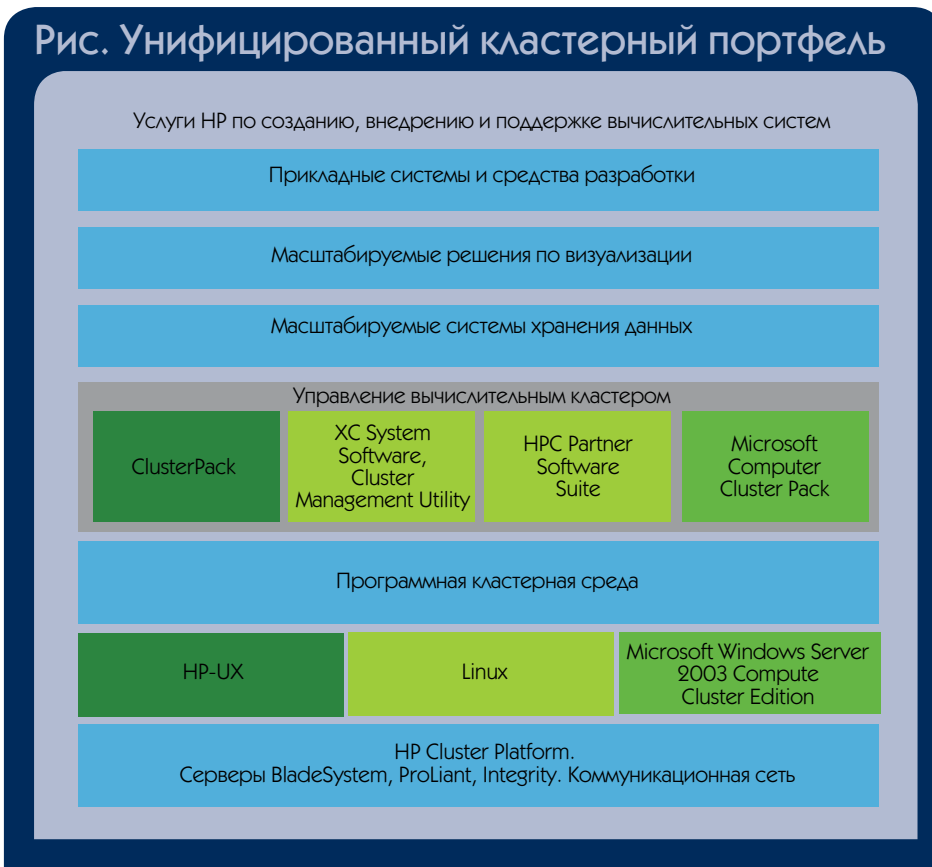 Рис. Унифицированный кластерный портфель
Услуги HP по созданию, внедрению и поддержке вычислительных систем
Прикладные системы и средства разработки
Масштабируемые решения по визуализации
Масштабируемые системы хранения данных
Управление вычислительным кластером
ClusterPack
XC System
Software,
Cluster
Management Utility
HPC Partner
Software
Suite
Microsoft
Computer
Cluster Pack
Программная кластерная среда
HP-UX
Linux
Microsoft Windows Server
2003 Compute
Cluster Edition
HP Cluster Platform.
Серверы BladeSystem, ProLiant, Integrity. Коммуникационная сеть